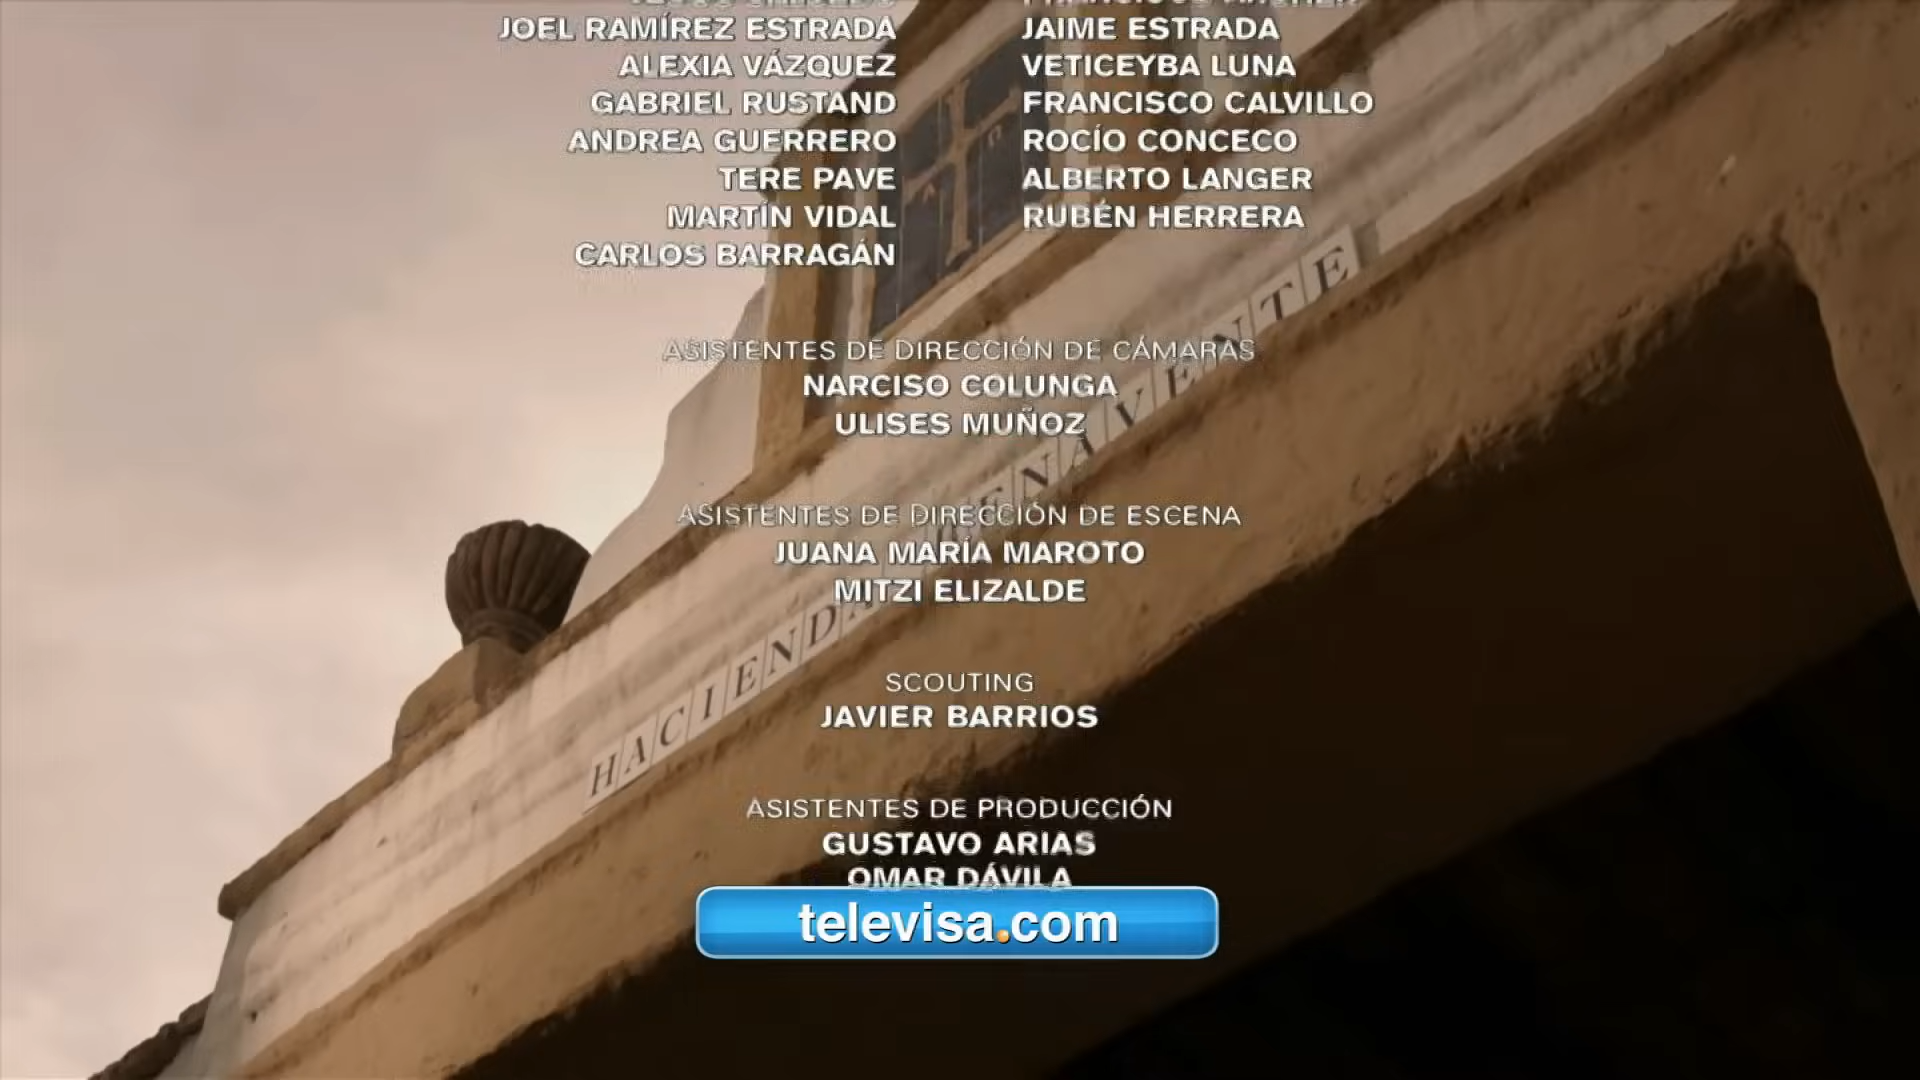 JOEL RAMÍREZ ESTRADA
ALEXIA VÁZQUEZ
GABRIEL RUSTAND
ANDREA GUERRERO
TERE PAVE
MARTÍN VIDAL
CARLOS BARRAGÁN
JAIME ESTRADA
VETICEYBA LUNA
FRANCISCO CALVILLO
ROCÍO CONCECO
ALBERTO LANGER
RUBÉN HERRERA
ASISTENTES DE DIRECCIÓN DE CÁMARAS
NARCISO COLUNGA
ULISES MUÑOZ
ASISTENTES DE DIRECCIÓN DE ESCENA
JUANA MARÍA MAROTO
MITZI ELIZALDE
SCOUTING
JAVIER BARRIOS
ASISTENTES DE PRODUCCIÓN
GUSTAVO ARIAS
OMAR DÁVILA
televisa.com
HACIENDA BENAVENTE